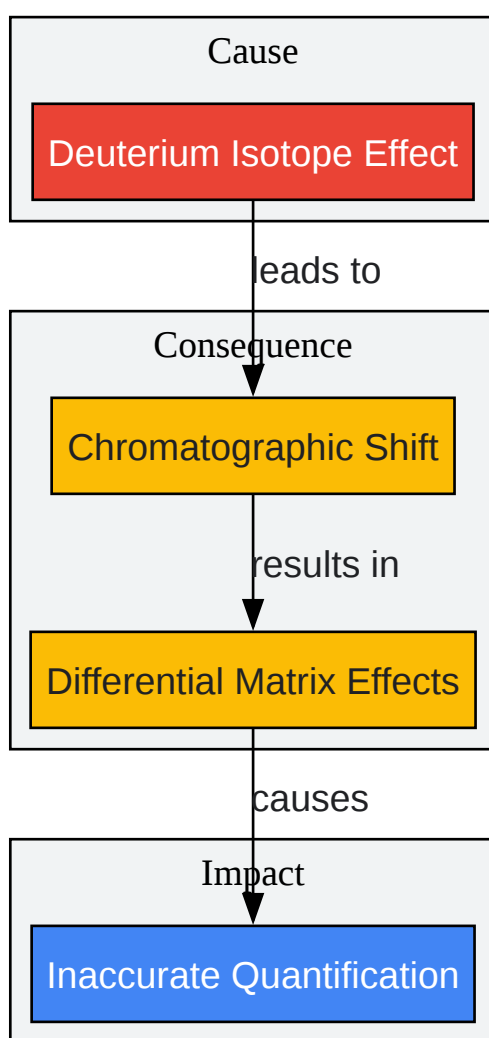 Cause
Deuterium Isotope Effect
leads to
Consequence
Chromatographic Shift
results in
Differential Matrix Effects
causes
Impact
Inaccurate Quantification